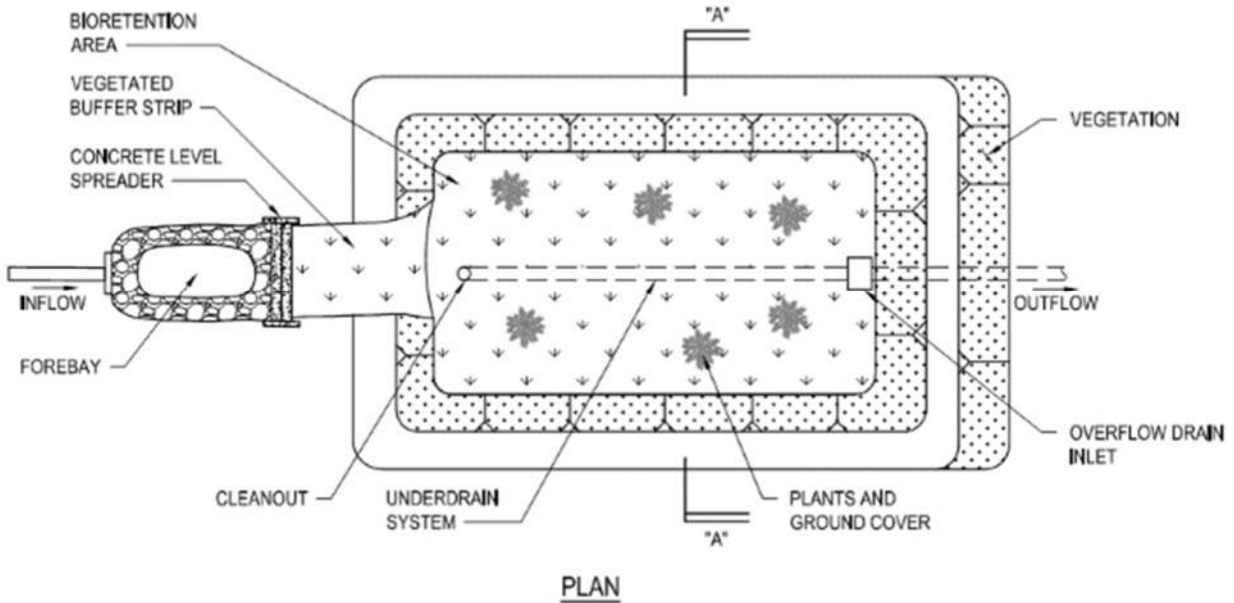 BIORETENTION
AREA
VEGETATED
BUFFER STRIP
CONCRETE LEVEL
SPREADER
INFLOW
FOREBAY
CLEANOUT
UNDERDRAIN
SYSTEM
"A"
"A"
PLANTS AND
GROUND COVER
VEGETATION
OUTFLOW
OVERFLOW DRAIN
INLET
PLAN